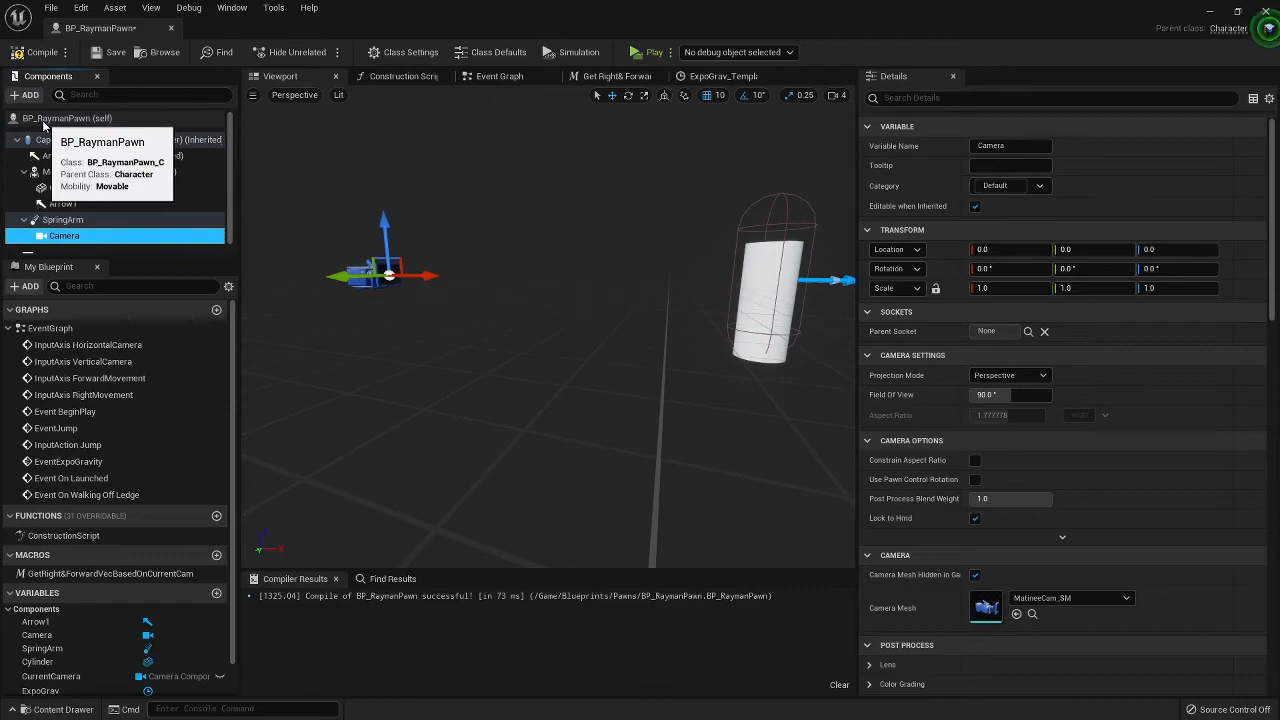 File Edit Asset View Debug Window Tools Help
BP_RaymanPawn*
Parent class: Character
Compile Save Browse Find Hide Unrelated Class Settings Class Defaults Simulation Play No debug object selected
Components
ADD Search
BP_RaymanPawn (self)
(Inherited
BP_RaymanPawn
Class: BP_RaymanPawn_C
Parent Class: Character
Mobility: Movable
Arrow1
SpringArm
Camera
My Blueprint
ADD Search
GRAPHS
EventGraph
InputAxis HorizontalCamera
InputAxis VerticalCamera
InputAxis ForwardMovement
InputAxis RightMovement
Event BeginPlay
EventJump
InputAction Jump
EventExpoGravity
Event On Launched
Event On Walking Off Ledge
FUNCTIONS (31 OVERRIDABLE)
ConstructionScript
MACROS
GetRight&ForwardVecBasedOnCurrentCam
VARIABLES
Components
Arrow1
Camera
SpringArm
Cylinder
CurrentCamera Camera Compor
ExpoGrav
Viewport Construction Scrip Event Graph Get Right& Forwar ExpoGrav_Templa
Perspective Lit 10 10° 0.25 4
Z
Y X
Compiler Results Find Results
[1325.04] Compile of BP_RaymanPawn successful! [in 73 ms] (/Game/Blueprints/Pawns/BP_RaymanPawn.BP_RaymanPawn)
Clear
Details
Search Details
VARIABLE
Variable Name Camera
Tooltip
Category Default
Editable when Inherited
TRANSFORM
Location 0.0 0.0 0.0
Rotation 0.0° 0.0° 0.0°
Scale 1.0 1.0 1.0
SOCKETS
Parent Socket None
CAMERA SETTINGS
Projection Mode Perspective
Field Of View 90.0°
Aspect Ratio 1.777778
CAMERA OPTIONS
Constrain Aspect Ratio
Use Pawn Control Rotation
Post Process Blend Weight 1.0
Lock to Hmd
CAMERA
Camera Mesh Hidden in Ga
Camera Mesh MatineeCam_SM
POST PROCESS
Lens
Color Grading
Content Drawer Cmd Enter Console Command Source Control Off